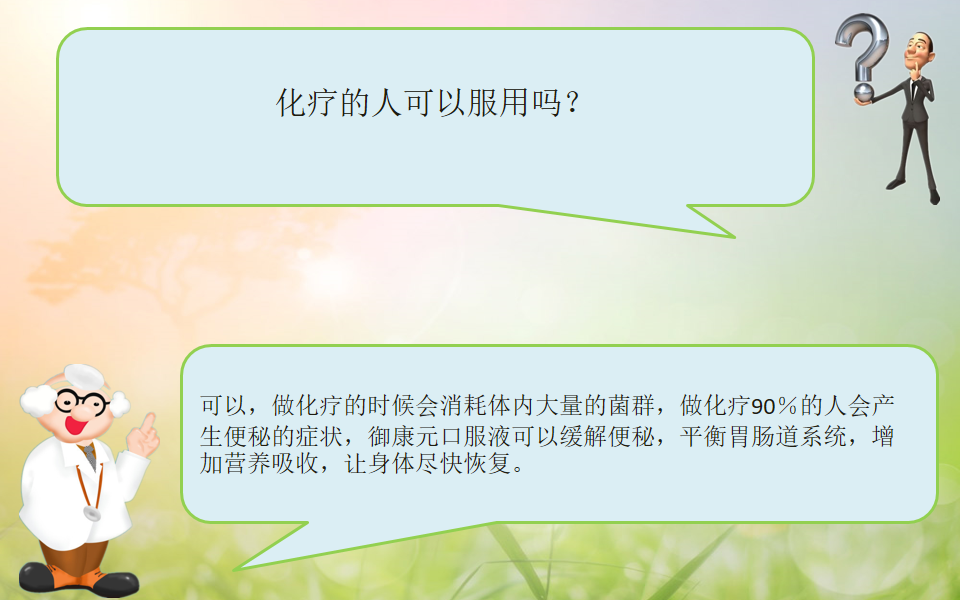 化疗的人可以服用吗？
可以，做化疗的时候会消耗体内大量的菌群，做化疗90％的人会产
生便秘的症状，御康元口服液可以缓解便秘，平衡胃肠道系统，增
加营养吸收，让身体尽快恢复。